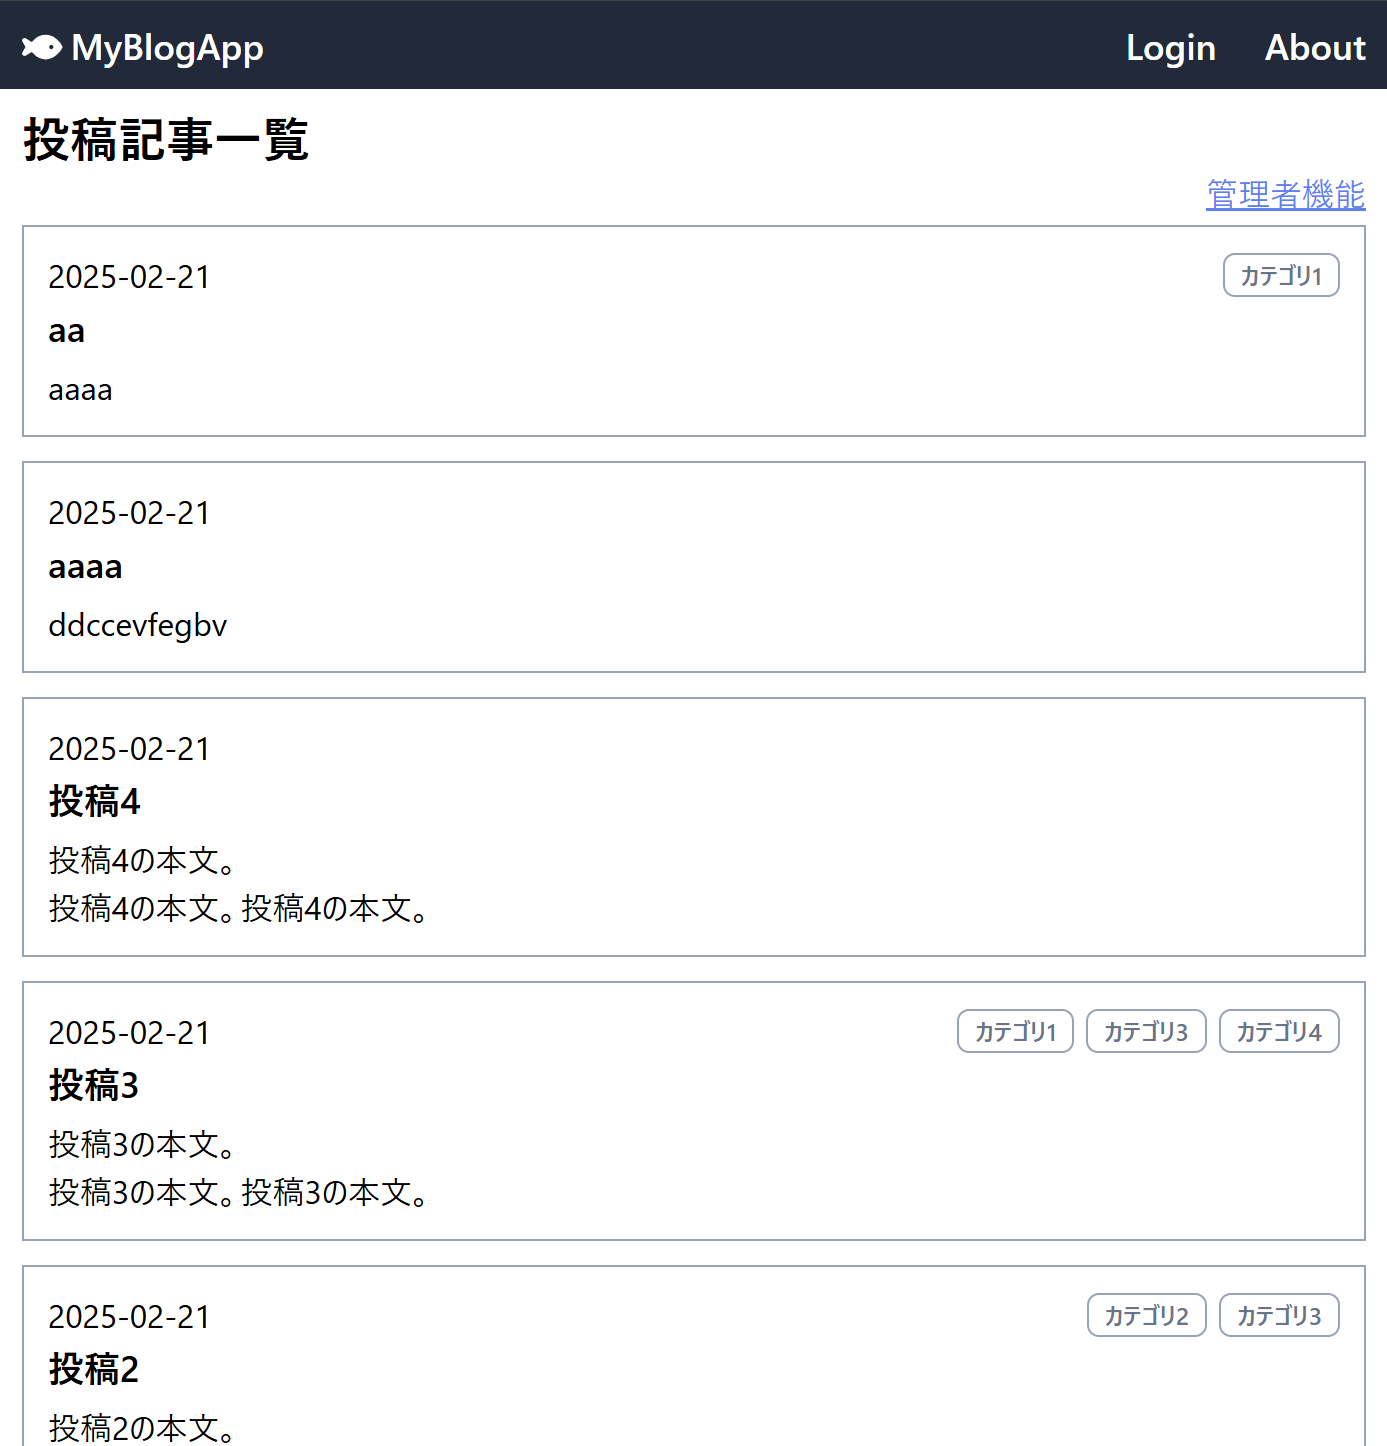 MyBlogApp Login About
投稿記事一覧
管理者機能
2025-02-21 カテゴリ1
aa
aaaa
2025-02-21
aaaa
ddccevfegbv
2025-02-21
投稿4
投稿4の本文。
投稿4の本文。投稿4の本文。
2025-02-21 カテゴリ1 カテゴリ3 カテゴリ4
投稿3
投稿3の本文。
投稿3の本文。投稿3の本文。
2025-02-21 カテゴリ2 カテゴリ3
投稿2
投稿2の本文。